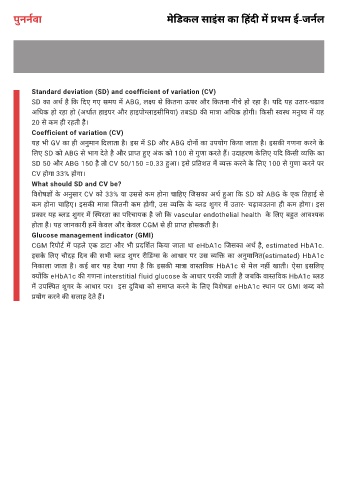 पुनर्नवा
मेडिकल साइंस का हिंदी में प्रथम ई-जर्नल
Standard deviation (SD) and coefficient of variation (CV)
SD का अर्थ है कि दिए गए समय में ABG, लक्ष्य से कितना ऊपर और कितना नीचे हो रहा है। यदि यह उतार-चढ़ाव
अधिक हो रहा हो (अर्थात हाइपर और हाइपोग्लाइसीमिया) तबSD की मात्रा अधिक होगी। किसी स्वस्थ मनुष्य में यह
20 से कम ही रहती है।
Coefficient of variation (CV)
यह भी GV का ही अनुमान दिलाता है। इस में SD और ABG दोनों का उपयोग किया जाता है। इसकी गणना करने के
लिए SD को ABG से भाग देते है और प्राप्त हुए अंक को 100 से गुणा करते हैं। उदाहरण केलिए यदि किसी व्यक्ति का
SD 50 और ABG 150 है तो CV 50/150 =0.33 हुआ। इसे प्रतिशत में व्यक्त करने के लिए 100 से गुणा करने पर
CV होगा 33% होगा।
What should SD and CV be?
विशेषज्ञों के अनुसार CV को 33% या उससे कम होना चाहिए जिसका अर्थ हुआ कि SD को ABG के एक तिहाई से
कम होना चाहिए। इसकी मात्रा जितनी कम होगी, उस व्यक्ति के ब्लड शुगर में उतार- चढ़ावउतना ही कम होगा। इस
प्रकार यह ब्लड शुगर में स्थिरता का परिचायक है जो कि vascular endothelial health के लिए बहुत आवश्यक
होता है। यह जानकारी हमें केवल और केवल CGM से ही प्राप्त होसकती है।
Glucose management indicator (GMI)
CGM रिपोर्ट में पहले एक डाटा और भी प्रदर्शित किया जाता था eHbA1c जिसका अर्थ है, estimated HbA1c.
इसके लिए चौदह दिन की सभी ब्लड शुगर रीडिंग्स के आधार पर उस व्यक्ति का अनुमानित(estimated) HbA1c
निकाला जाता है। कई बार यह देखा गया है कि इसकी मात्रा वास्तविक HbA1c से मेल नहीं खाती। ऐसा इसलिए
क्योंकि eHbA1c की गणना interstitial fluid glucose के आधार परकी जाती है जबकि वास्तविक HbA1c ब्लड
में उपस्थित शुगर के आधार पर। इस दुविधा को समाप्त करने के लिए विशेषज्ञ eHbA1c स्थान पर GMI शब्द को
प्रयोग करने की सलाह देते हैं।